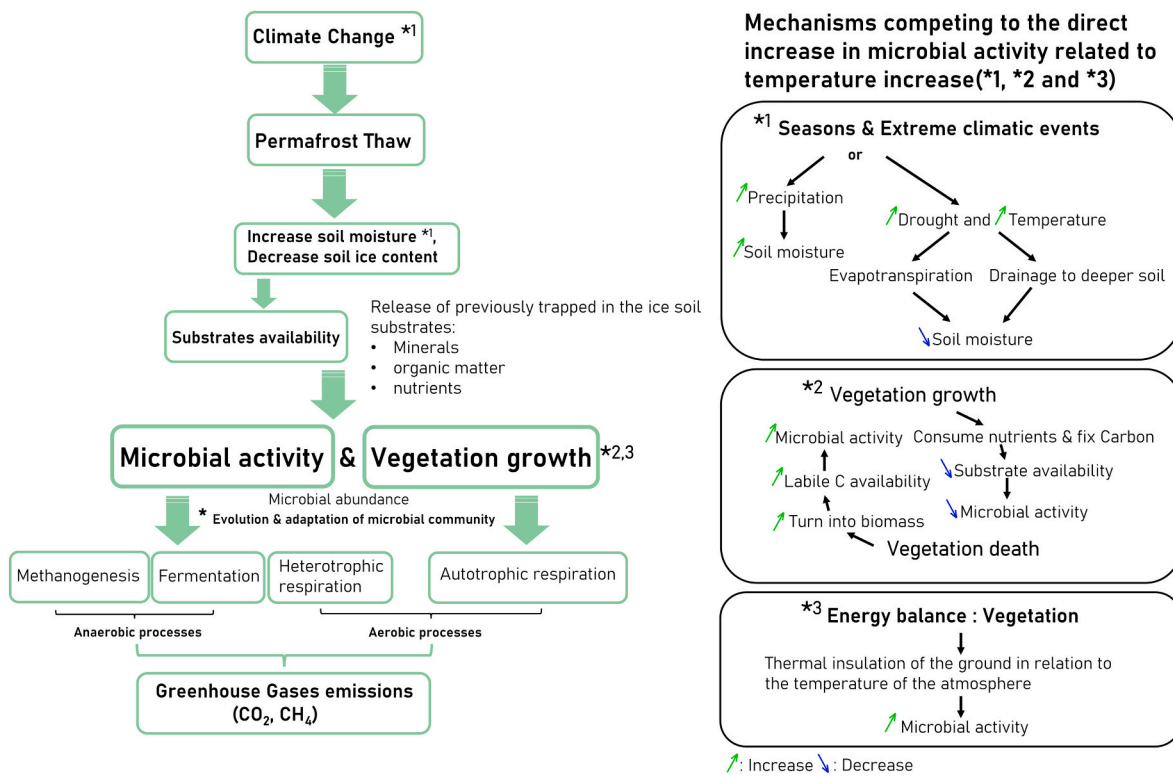 Climate Change *1
Permafrost Thaw
Increase soil moisture *1,
Decrease soil ice content
Substrates availability
Release of previously trapped in the ice soil
substrates:
• Minerals
• organic matter
• nutrients
Microbial activity & Vegetation growth *2,3
Microbial abundance
* Evolution & adaptation of microbial community
Methanogenesis
Fermentation
Heterotrophic
respiration
Autotrophic respiration
Anaerobic processes
Aerobic processes
Greenhouse Gases emissions
(CO2, CH4)
Mechanisms competing to the direct
increase in microbial activity related to
temperature increase(*1, *2 and *3)
*1 Seasons & Extreme climatic events
or
Precipitation
Soil moisture
Drought and Temperature
Evapotranspiration
Drainage to deeper soil
Soil moisture
*2 Vegetation growth
Microbial activity
Consume nutrients & fix Carbon
Labile C availability
Substrate availability
Turn into biomass
Microbial activity
Vegetation death
*3 Energy balance : Vegetation
Thermal insulation of the ground in relation to
the temperature of the atmosphere
Microbial activity
: Increase : Decrease